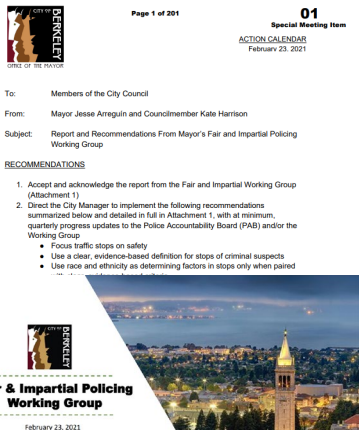 CITY OF
BERKELEY
OFFICE OF THE MAYOR
Page 1 of 201
01
Special Meeting Item
ACTION CALENDAR
February 23, 2021
To: Members of the City Council
From: Mayor Jesse Arreguín and Councilmember Kate Harrison
Subject: Report and Recommendations From Mayor's Fair and Impartial Policing
Working Group
RECOMMENDATIONS
1. Accept and acknowledge the report from the Fair and Impartial Working Group
(Attachment 1)
2. Direct the City Manager to implement the following recommendations
summarized below and detailed in full in Attachment 1, with at minimum,
quarterly progress updates to the Police Accountability Board (PAB) and/or the
Working Group
• Focus traffic stops on safety
• Use a clear, evidence-based definition for stops of criminal suspects
• Use race and ethnicity as determining factors in stops only when paired
CITY OF
BERKELEY
r & Impartial Policing
Working Group
February 23, 2021